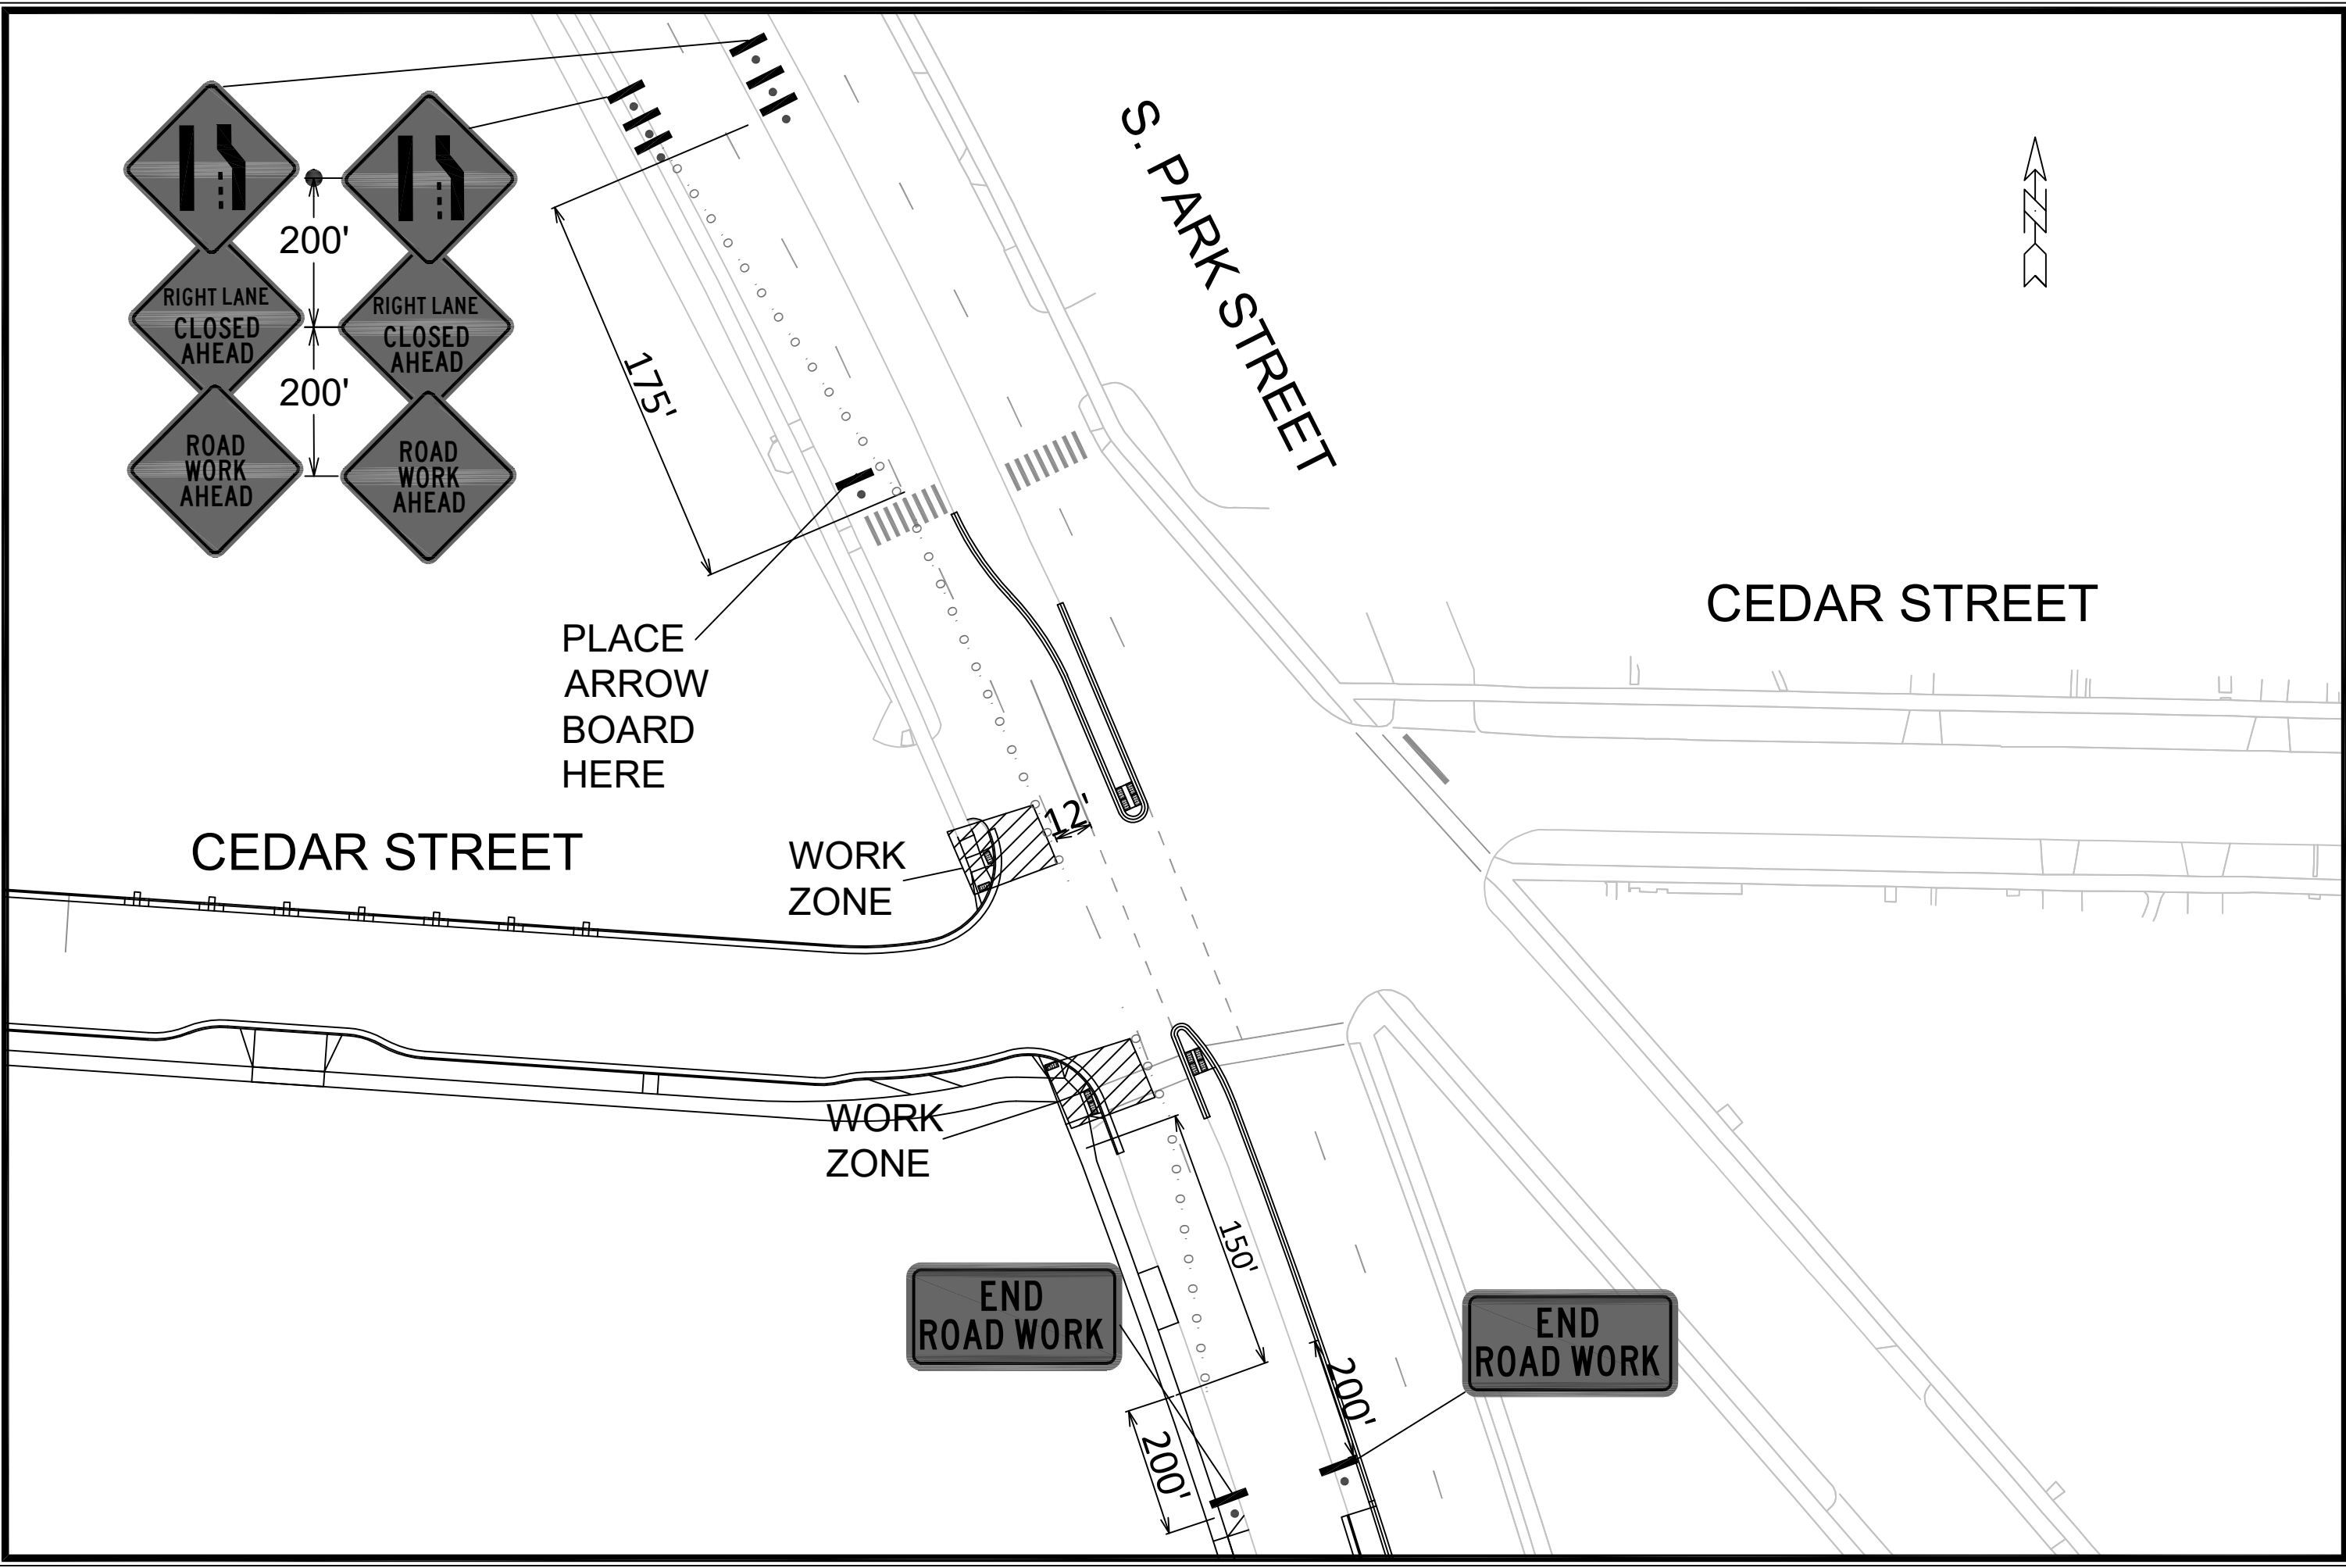 S. PARK STREET
N
200'
RIGHT LANE
CLOSED
AHEAD
RIGHT LANE
CLOSED
AHEAD
200'
ROAD
WORK
AHEAD
ROAD
WORK
AHEAD
175'
PLACE
ARROW
BOARD
HERE
CEDAR STREET
CEDAR STREET
12'
WORK
ZONE
WORK
ZONE
150'
END
ROAD WORK
END
ROAD WORK
200'
200'